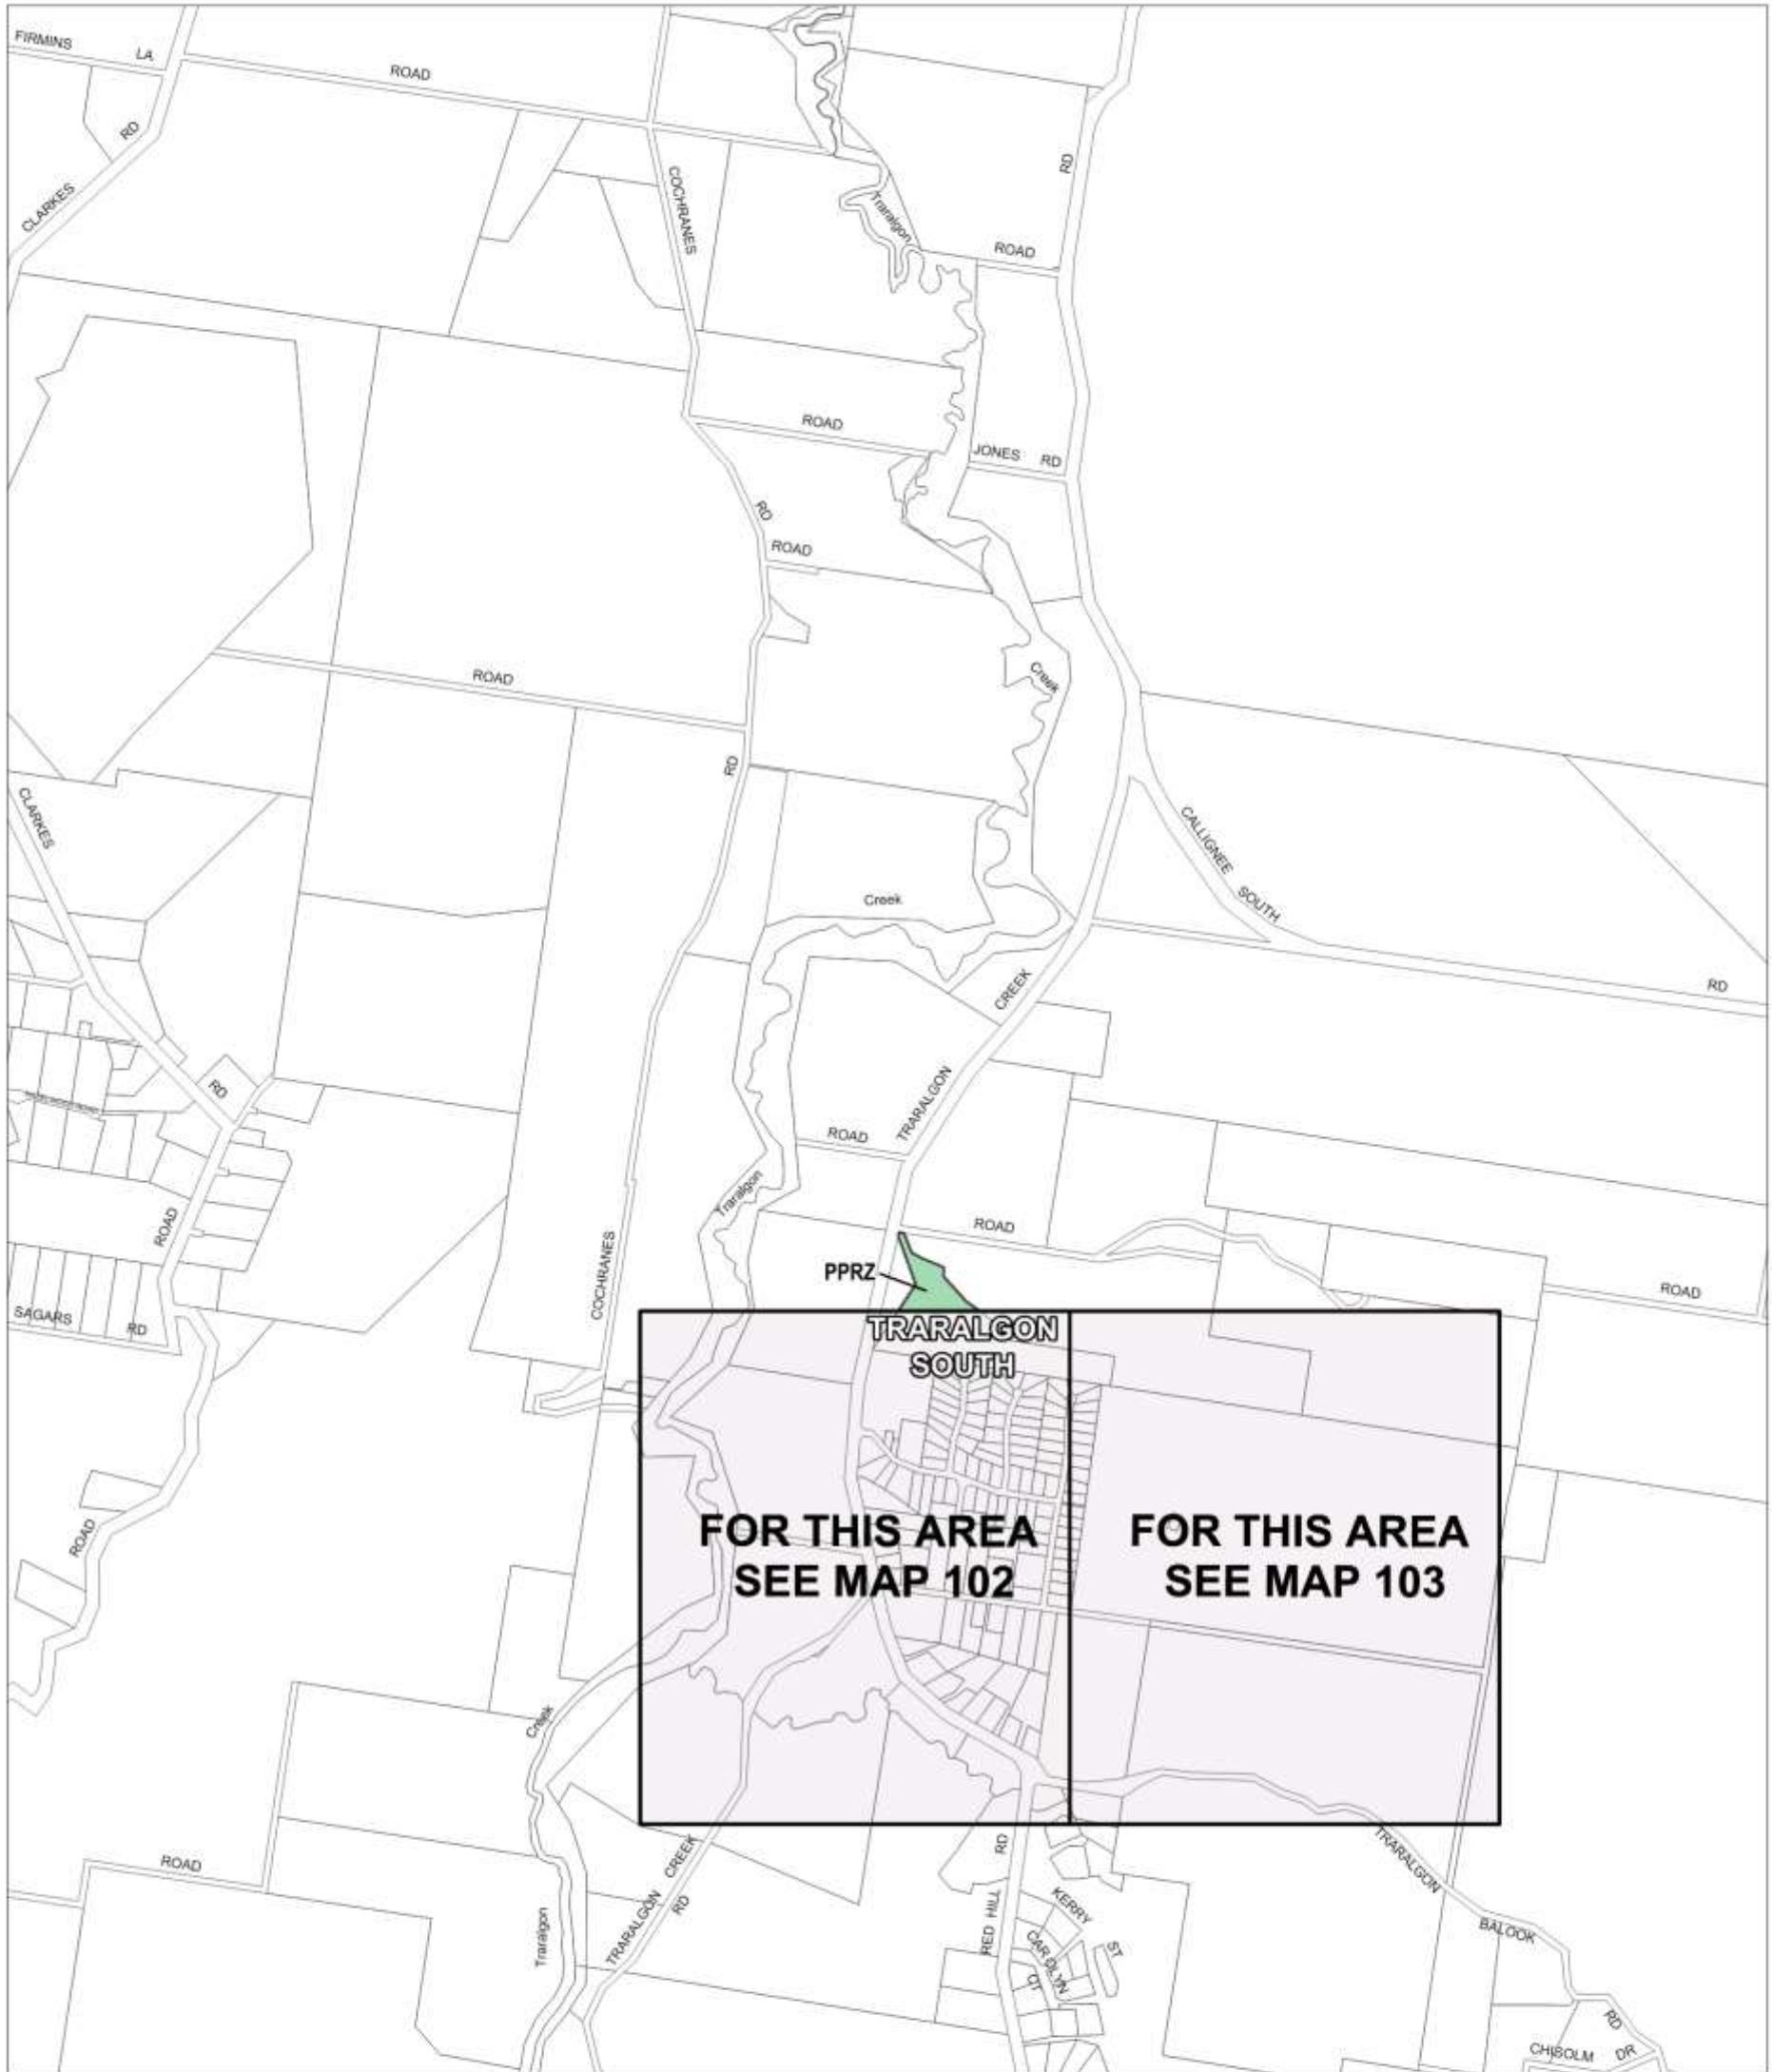 FIRMINS LA
ROAD
RD
CLARKES
COCHRANES
RD
Traralgon
ROAD
ROAD
JONES RD
RD
ROAD
Creek
ROAD
RD
CLARKES
CALLIGNEE SOUTH
Creek
RD
CREEK
RD
TRARALGON
ROAD
Traralgon
ROAD
ROAD
COCHRANES
PPRZ
ROAD
SAGARS RD
TRARALGON
SOUTH
ROAD
FOR THIS AREA
SEE MAP 102
FOR THIS AREA
SEE MAP 103
Creek
TRARALGON
BALOOK
RD
ROAD
CREEK
TRARALGON
RD
RD
RED HILL
KERRY
ST
CAROLYN
CT
Traralgon
CHISOLM DR